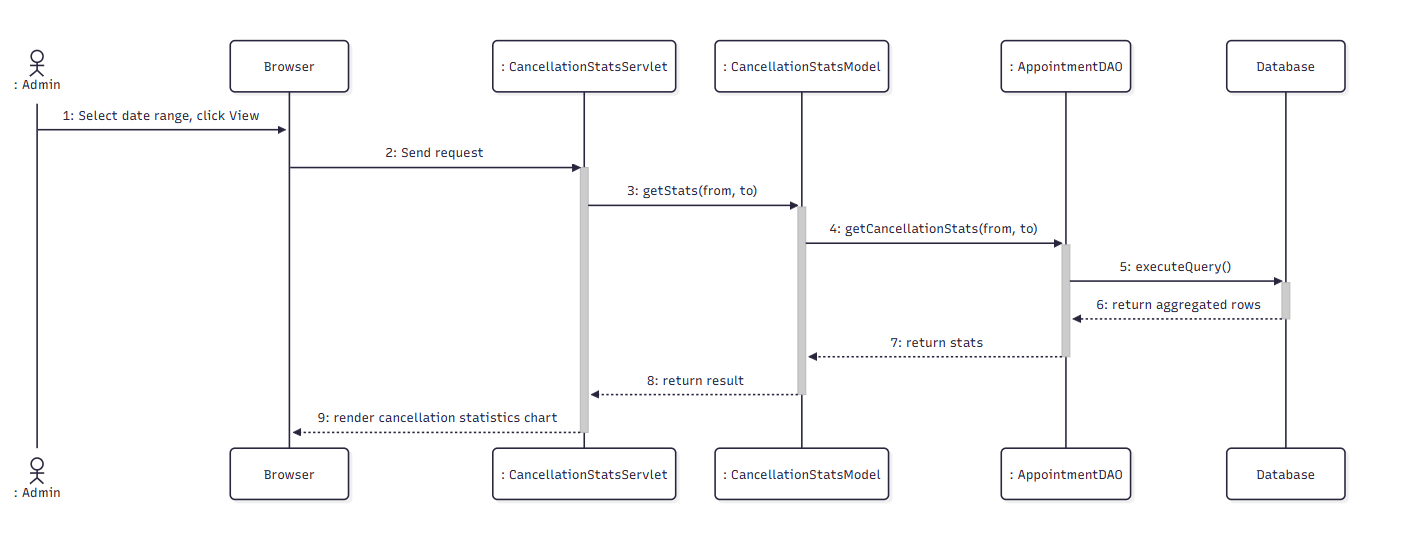 Browser
: CancellationStatsServlet
: CancellationStatsModel
: AppointmentDAO
Database
: Admin
1: Select date range, click View
2: Send request
3: getStats(from, to)
4: getCancellationStats(from, to)
5: executeQuery()
6: return aggregated rows
7: return stats
8: return result
9: render cancellation statistics chart
Browser
: CancellationStatsServlet
: CancellationStatsModel
: AppointmentDAO
Database
: Admin